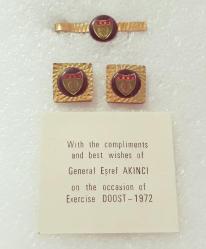 With the compliments
and best wishes of
General Eşref AKINCI
on the occasion of
Exercise DOOST-1972